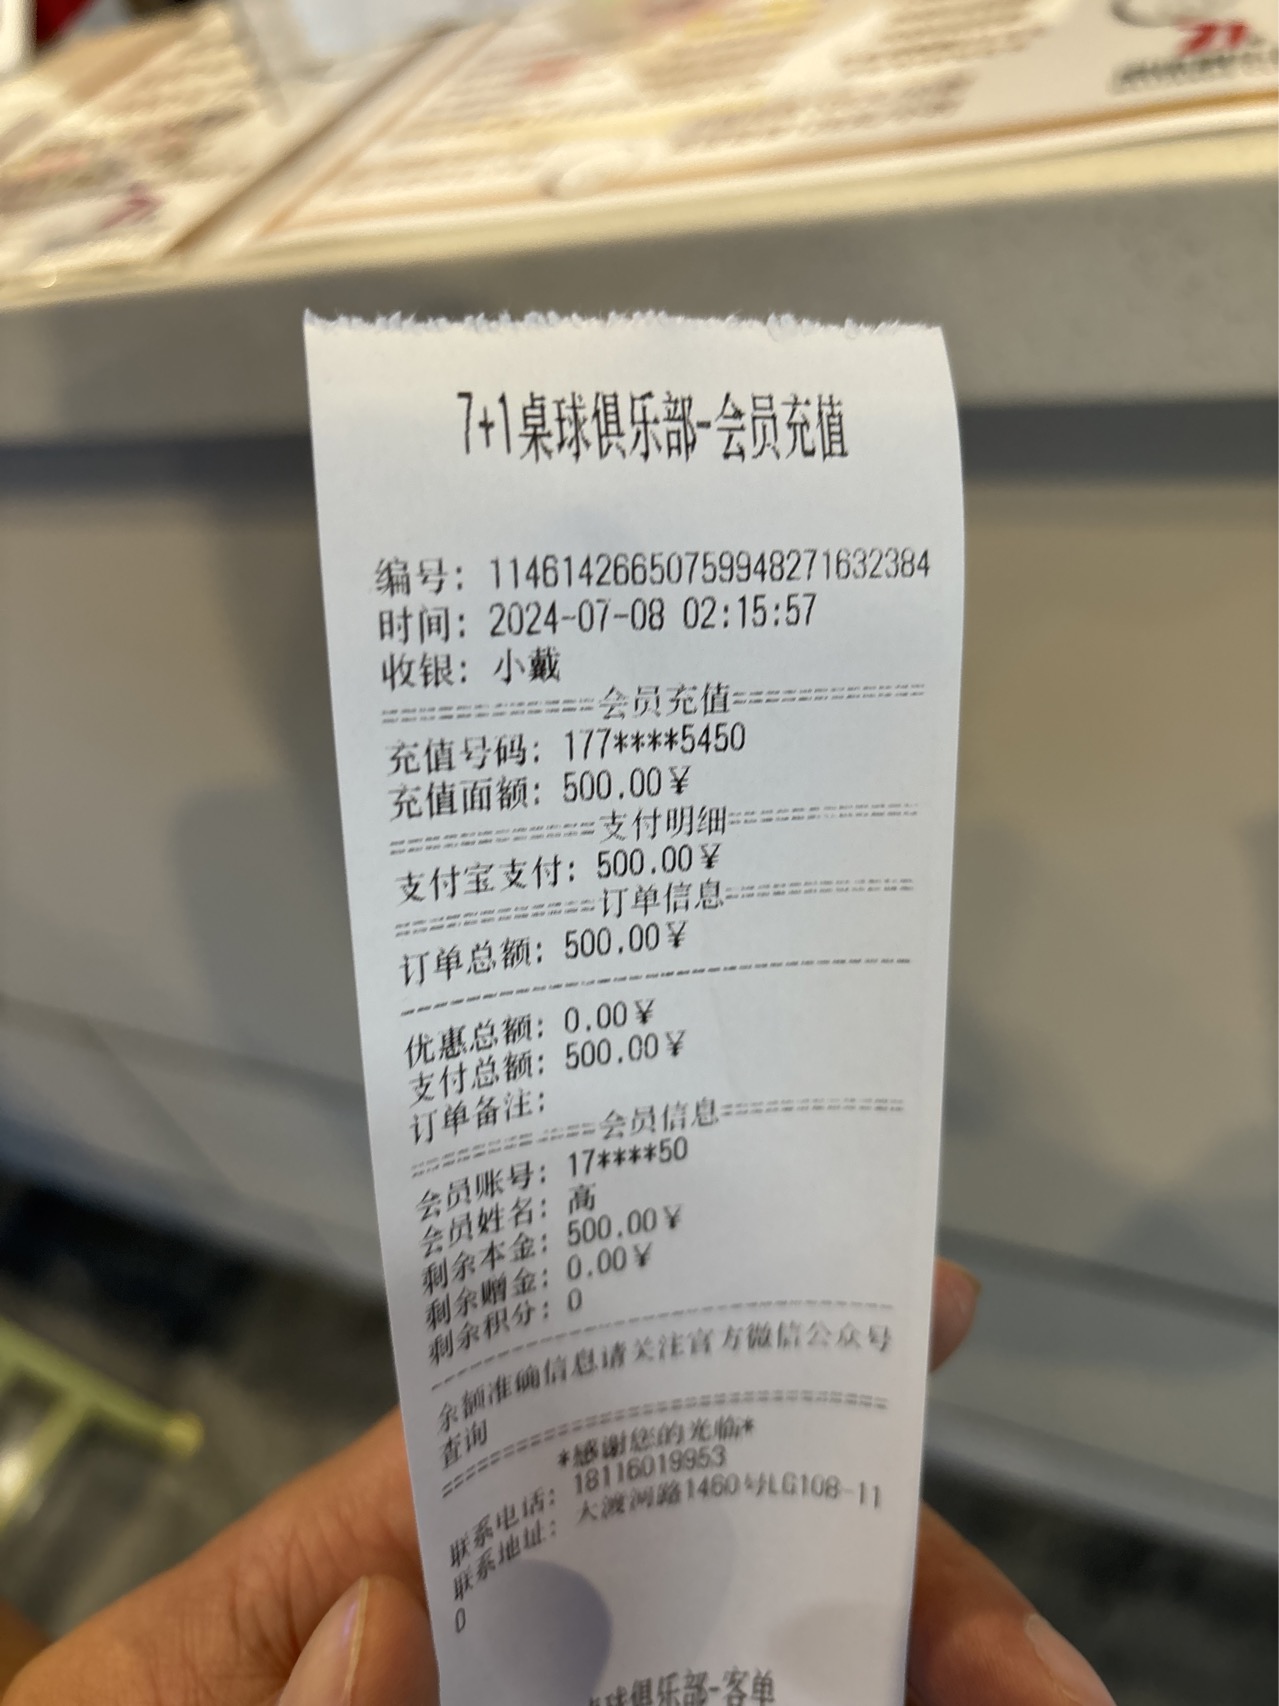 7+1桌球俱乐部-会员充值
编号: 1146142665075994827163​2384
时间: 2024-07-08 02:15:57
收银: 小戴
============会员充值============
充值号码: 177****5450
充值面额: 500.00¥
============支付明细============
支付宝支付: 500.00¥
============订单信息============
订单总额: 500.00¥
--------------------------------
优惠总额: 0.00¥
支付总额: 500.00¥
订单备注:
============会员信息============
会员账号: 17****50
会员姓名: 高
剩余本金: 500.00¥
剩余赠金: 0.00¥
剩余积分: 0
--------------------------------
余额准确信息请关注官方微信公众号
查询
================================
*感谢您的光临*
联系电话: 18116019953
联系地址: 大渡河路1460号LG108-11
0
桌球俱乐部-客单